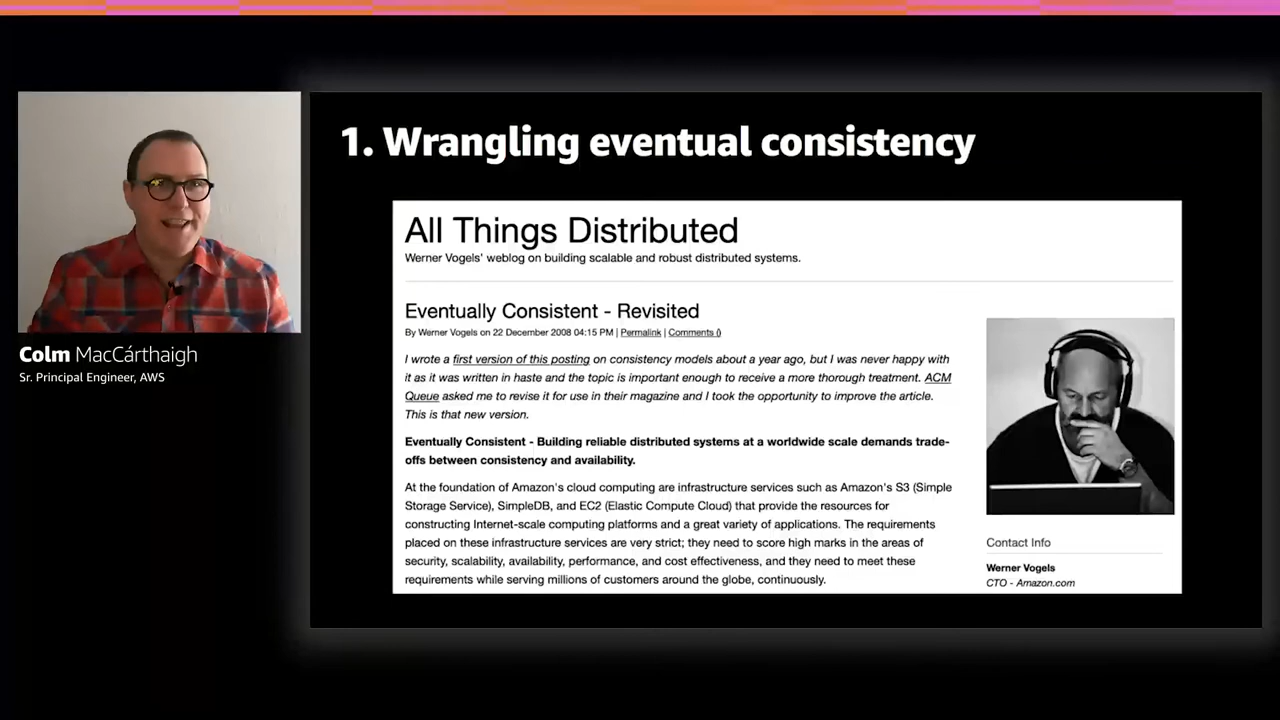 1. Wrangling eventual consistency
All Things Distributed
Werner Vogels' weblog on building scalable and robust distributed systems.
Eventually Consistent - Revisited
By Werner Vogels on 22 December 2008 04:15 PM | Permalink | Comments ()
I wrote a first version of this posting on consistency models about a year ago, but I was never happy with
it as it was written in haste and the topic is important enough to receive a more thorough treatment. ACM
Queue asked me to revise it for use in their magazine and I took the opportunity to improve the article.
This is that new version.
Eventually Consistent - Building reliable distributed systems at a worldwide scale demands trade-
offs between consistency and availability.
At the foundation of Amazon's cloud computing are infrastructure services such as Amazon's S3 (Simple
Storage Service), SimpleDB, and EC2 (Elastic Compute Cloud) that provide the resources for
constructing Internet-scale computing platforms and a great variety of applications. The requirements
placed on these infrastructure services are very strict; they need to score high marks in the areas of
security, scalability, availability, performance, and cost effectiveness, and they need to meet these
requirements while serving millions of customers around the globe, continuously.
Contact Info
Werner Vogels
CTO - Amazon.com
Colm MacCárthaigh
Sr. Principal Engineer, AWS